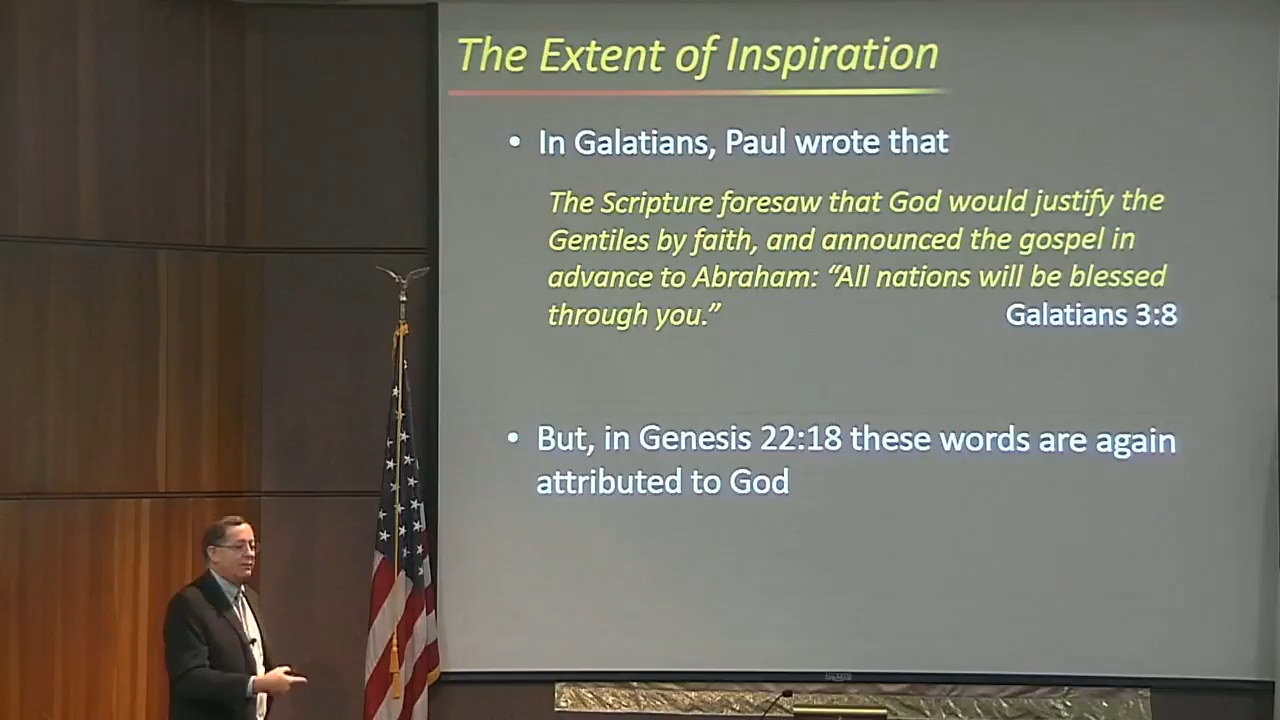 The Extent of Inspiration
• In Galatians, Paul wrote that
The Scripture foresaw that God would justify the
Gentiles by faith, and announced the gospel in
advance to Abraham: “All nations will be blessed
through you.” Galatians 3:8
• But, in Genesis 22:18 these words are again
attributed to God